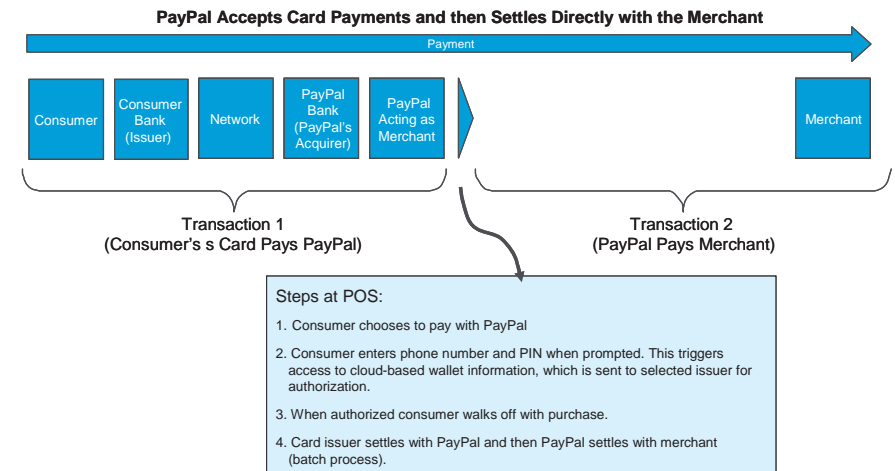 PayPal Accepts Card Payments and then Settles Directly with the Merchant
Payment
Consumer
Consumer
Bank
(Issuer)
Network
PayPal
Bank
(PayPal's
Acquirer)
PayPal
Acting as
Merchant
Merchant
Transaction 1
(Consumer's s Card Pays PayPal)
Transaction 2
(PayPal Pays Merchant)
Steps at POS:
1. Consumer chooses to pay with PayPal
2. Consumer enters phone number and PIN when prompted. This triggers
access to cloud-based wallet information, which is sent to selected issuer for
authorization.
3. When authorized consumer walks off with purchase.
4. Card issuer settles with PayPal and then PayPal settles with merchant
(batch process).